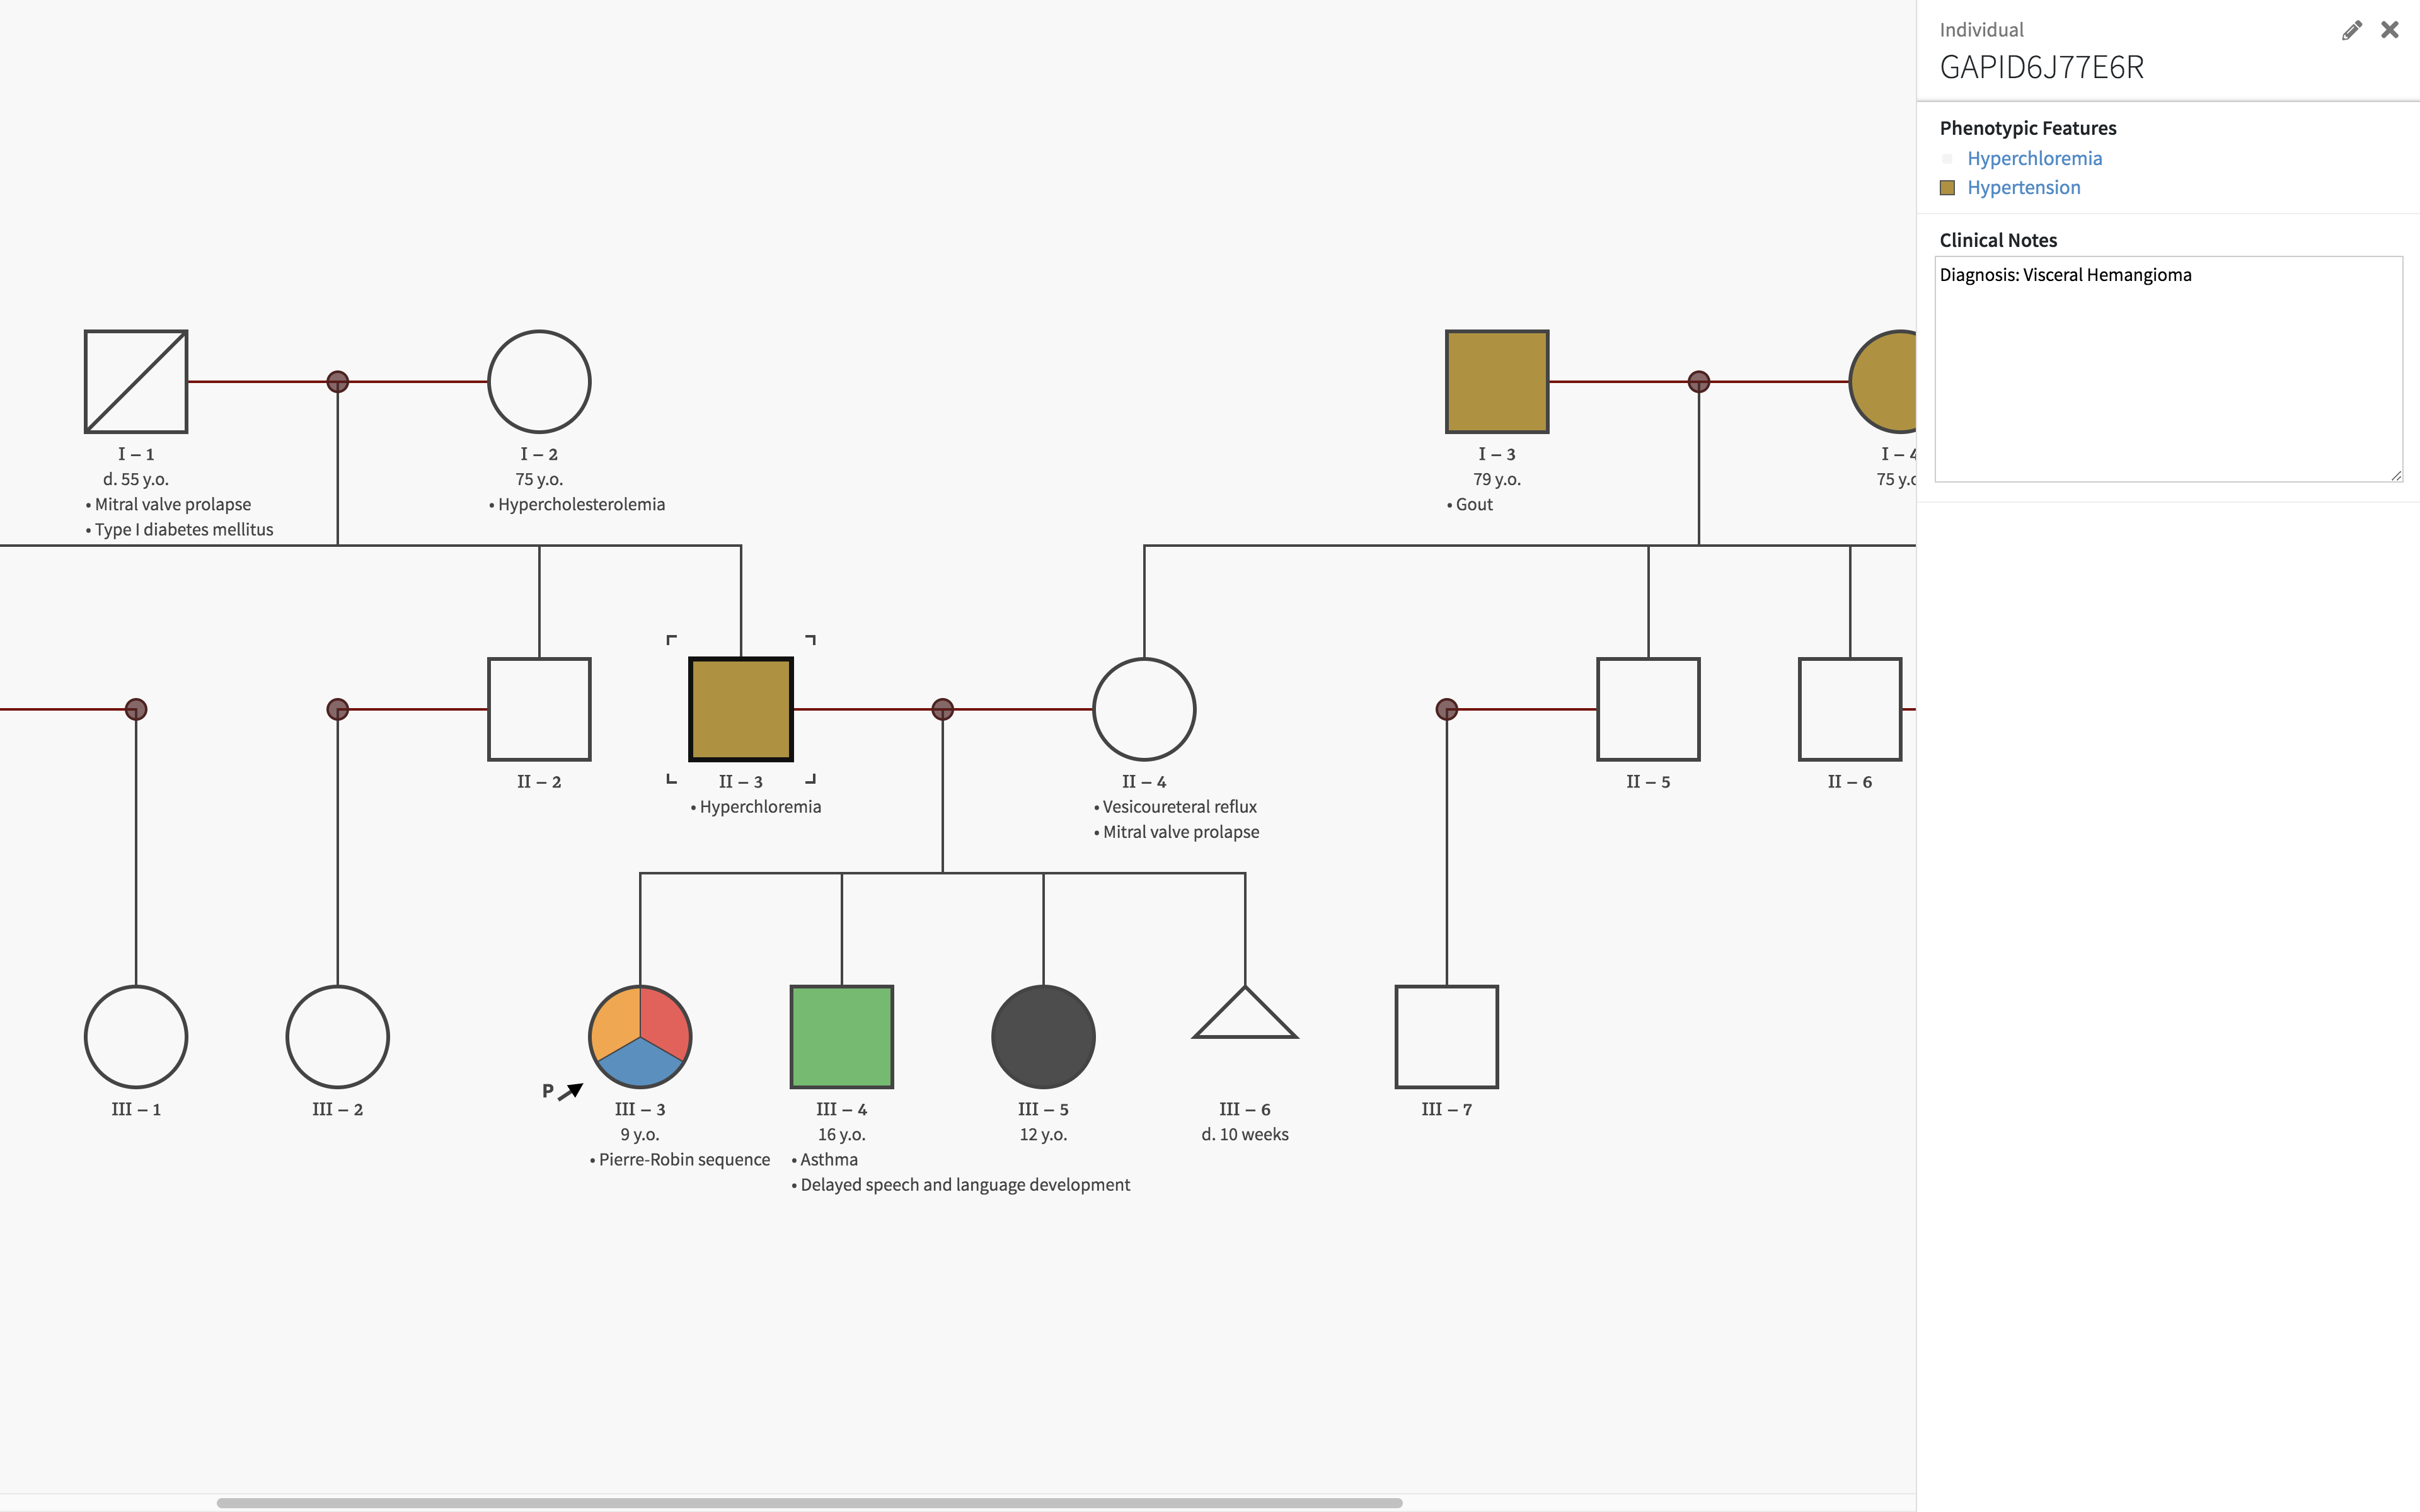 Individual
GAPID6J77E6R
Phenotypic Features
Hyperchloremia
Hypertension
Clinical Notes
Diagnosis: Visceral Hemangioma
I – 1
d. 55 y.o.
• Mitral valve prolapse
• Type I diabetes mellitus
I – 2
75 y.o.
• Hypercholesterolemia
I – 3
79 y.o.
• Gout
I – 4
75 y.o
II – 2
II – 3
• Hyperchloremia
II – 4
• Vesicoureteral reflux
• Mitral valve prolapse
II – 5
II – 6
III – 1
III – 2
P
III – 3
9 y.o.
• Pierre-Robin sequence
III – 4
16 y.o.
• Asthma
• Delayed speech and language development
III – 5
12 y.o.
III – 6
d. 10 weeks
III – 7